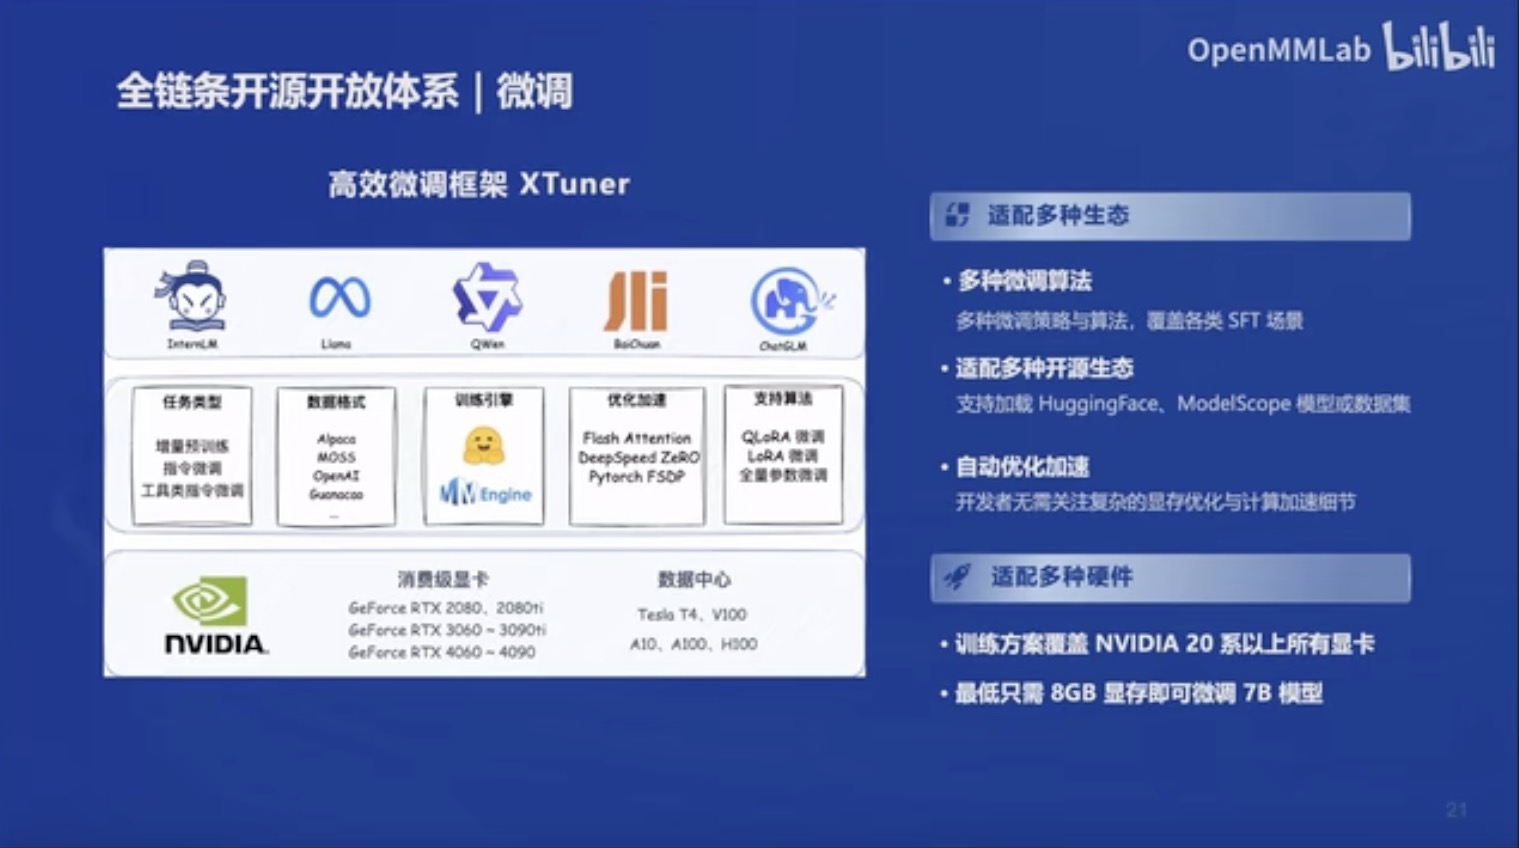 OpenMMLab bilibili
全链条开源开放体系 | 微调
高效微调框架 XTuner
InternLM
Llama
QWen
BaiChuan
ChatGLM
任务类型
增量预训练
指令微调
工具类指令微调
数据格式
Alpaca
MOSS
OpenAI
Guanacao
...
训练引擎
MMEngine
优化加速
Flash Attention
DeepSpeed ZeRO
Pytorch FSDP
支持算法
QLoRA 微调
LoRA 微调
全量参数微调
NVIDIA.
消费级显卡
GeForce RTX 2080、2080ti
GeForce RTX 3060 ~ 3090ti
GeForce RTX 4060 ~ 4090
数据中心
Tesla T4、V100
A10、A100、H100
适配多种生态
• 多种微调算法
多种微调策略与算法，覆盖各类 SFT 场景
• 适配多种开源生态
支持加载 HuggingFace、ModelScope 模型或数据集
• 自动优化加速
开发者无需关注复杂的显存优化与计算加速细节
适配多种硬件
• 训练方案覆盖 NVIDIA 20 系以上所有显卡
• 最低只需 8GB 显存即可微调 7B 模型
21